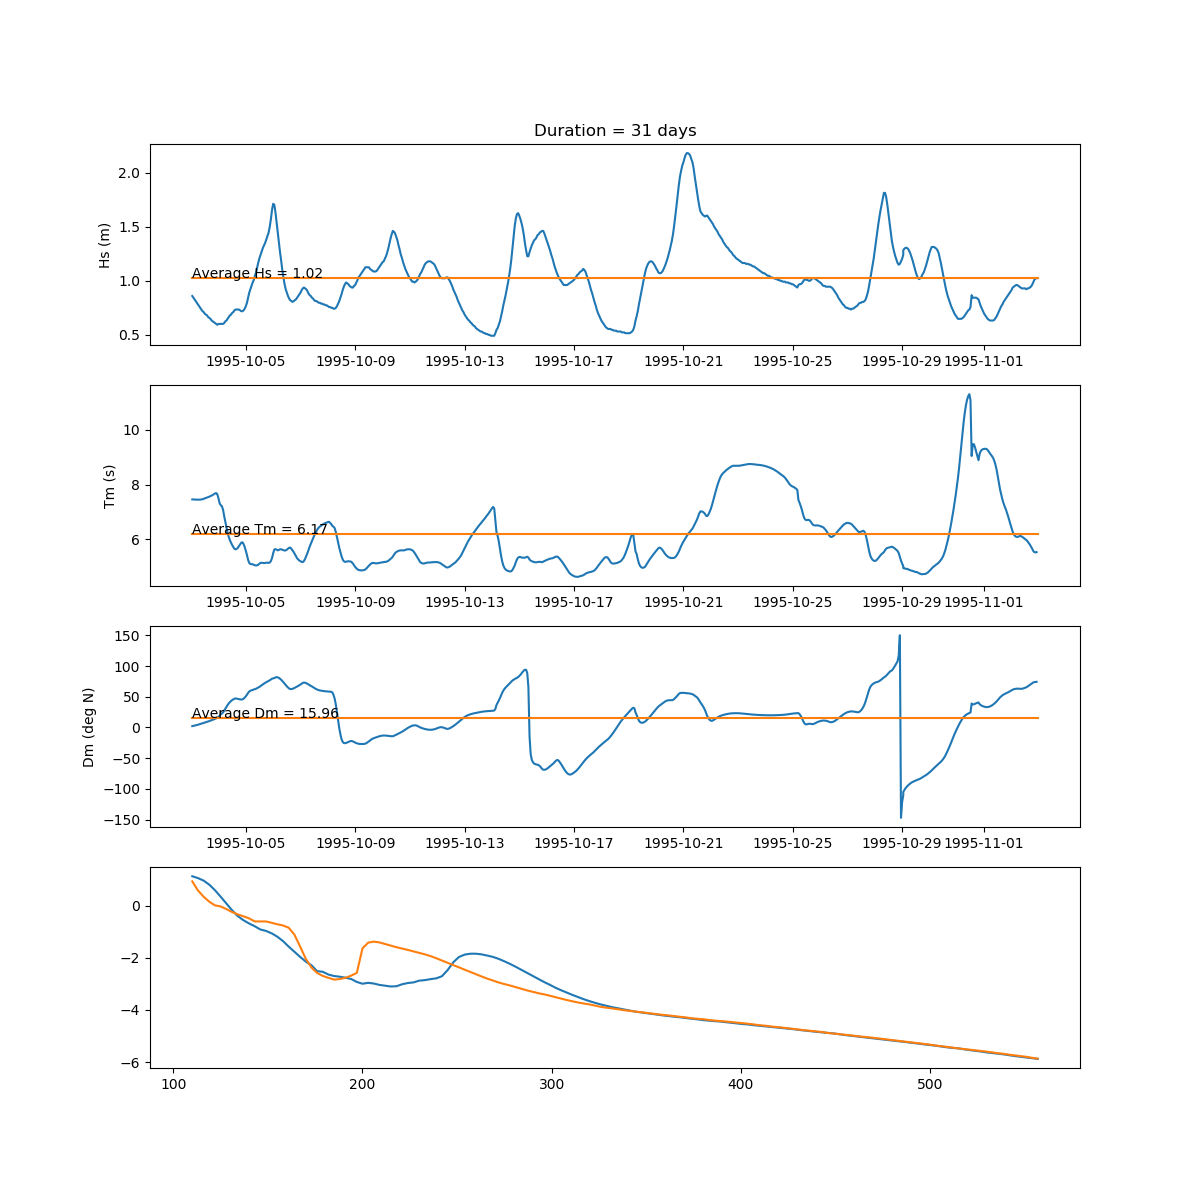 Duration = 31 days
2.0
1.5
1.0
0.5
Hs (m)
Average Hs = 1.02
1995-10-05 1995-10-09 1995-10-13 1995-10-17 1995-10-21 1995-10-25 1995-10-29 1995-11-01
10
8
6
Tm (s)
Average Tm = 6.17
1995-10-05 1995-10-09 1995-10-13 1995-10-17 1995-10-21 1995-10-25 1995-10-29 1995-11-01
150
100
50
0
−50
−100
−150
Dm (deg N)
Average Dm = 15.96
1995-10-05 1995-10-09 1995-10-13 1995-10-17 1995-10-21 1995-10-25 1995-10-29 1995-11-01
0
−2
−4
−6
100 200 300 400 500